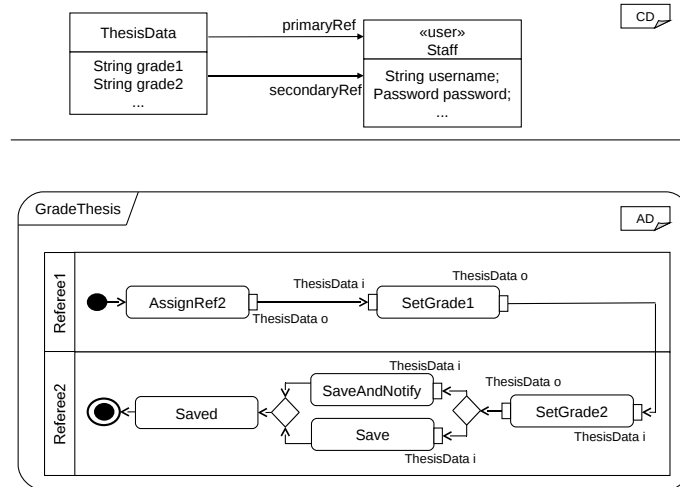 CD
ThesisData
primaryRef
«user»
Staff
String grade1
String grade2
...
secondaryRef
String username;
Password password;
...
GradeThesis
AD
Referee1
AssignRef2
ThesisData o
ThesisData i
SetGrade1
ThesisData o
Referee2
Saved
ThesisData i
SaveAndNotify
Save
ThesisData i
ThesisData o
SetGrade2
ThesisData i